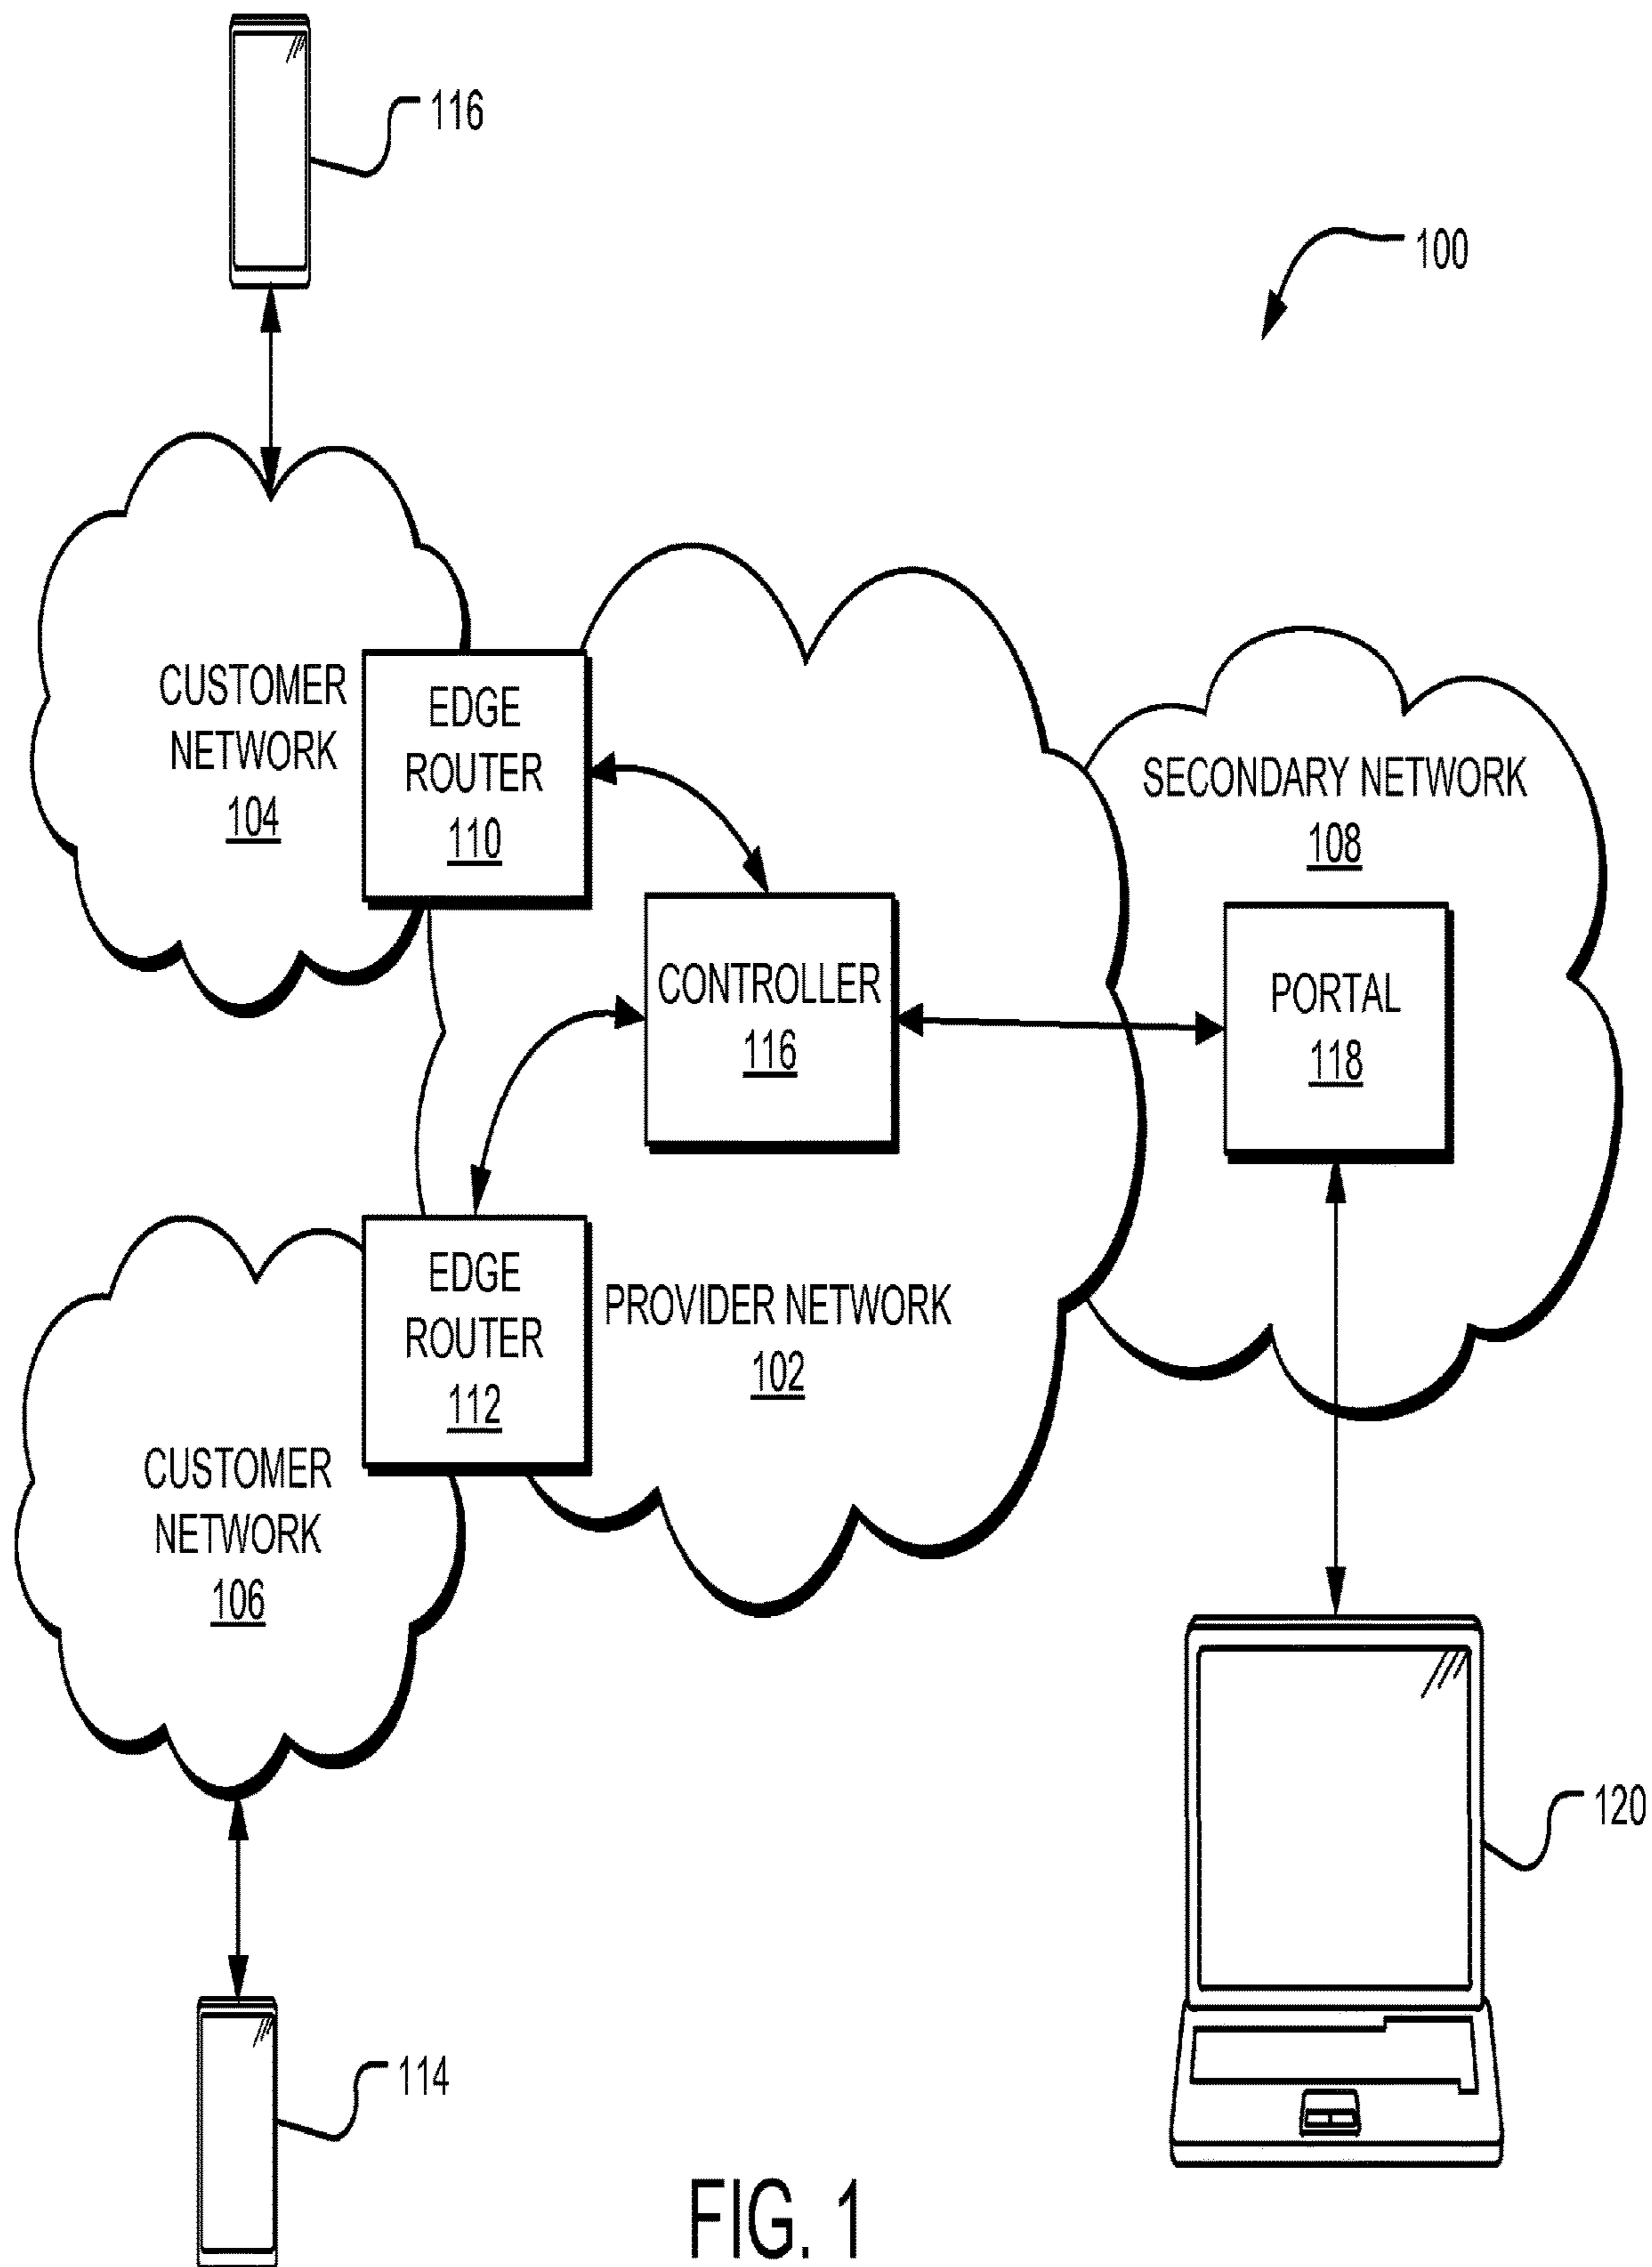 116
100
CUSTOMER
NETWORK
104
EDGE
ROUTER
110
SECONDARY NETWORK
108
CONTROLLER
116
PORTAL
118
EDGE
ROUTER
112
PROVIDER NETWORK
102
CUSTOMER
NETWORK
106
120
114
FIG. 1